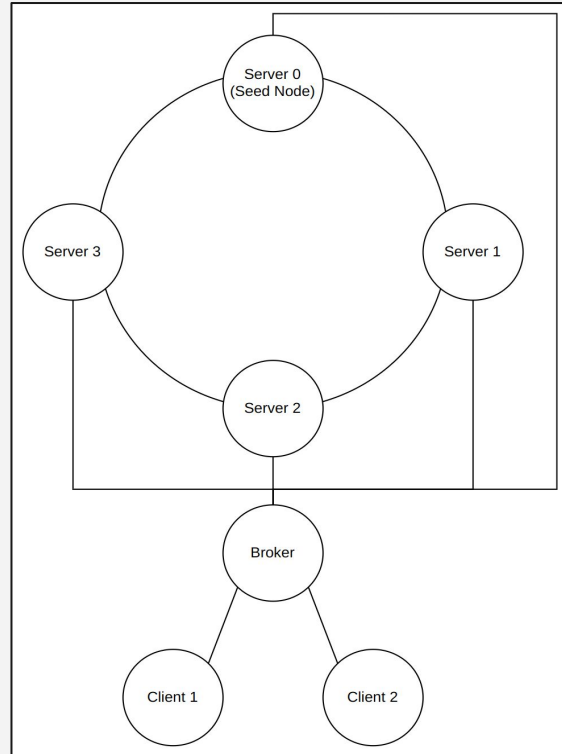 Server 0
(Seed Node)
Server 3
Server 1
Server 2
Broker
Client 1
Client 2